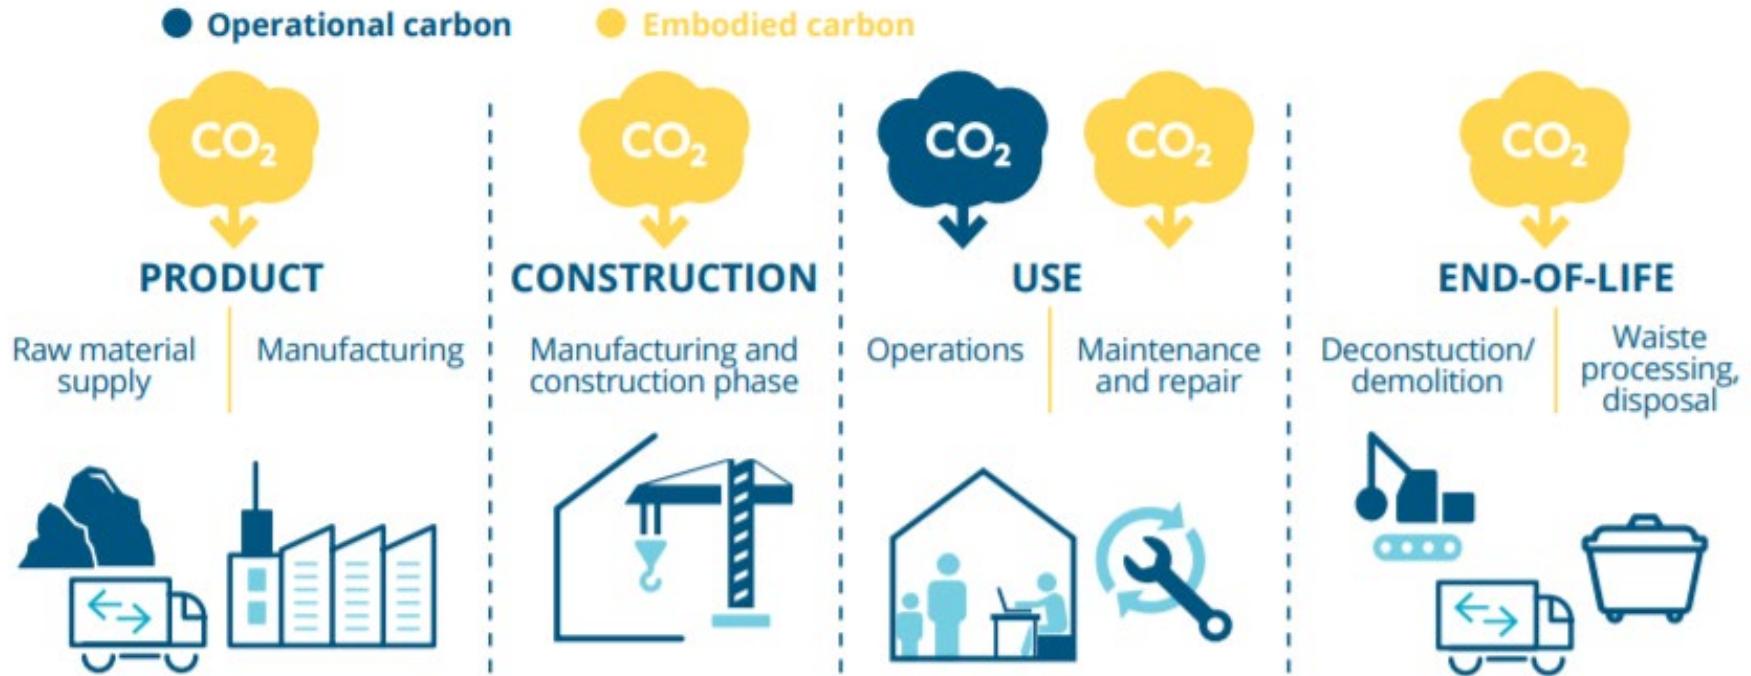 Operational carbon
Embodied carbon
CO₂
CO₂
CO₂
CO₂
CO₂
PRODUCT
CONSTRUCTION
USE
END-OF-LIFE
Raw material
supply
Manufacturing
Manufacturing and
construction phase
Operations
Maintenance
and repair
Deconstuction/
demolition
Waiste
processing,
disposal